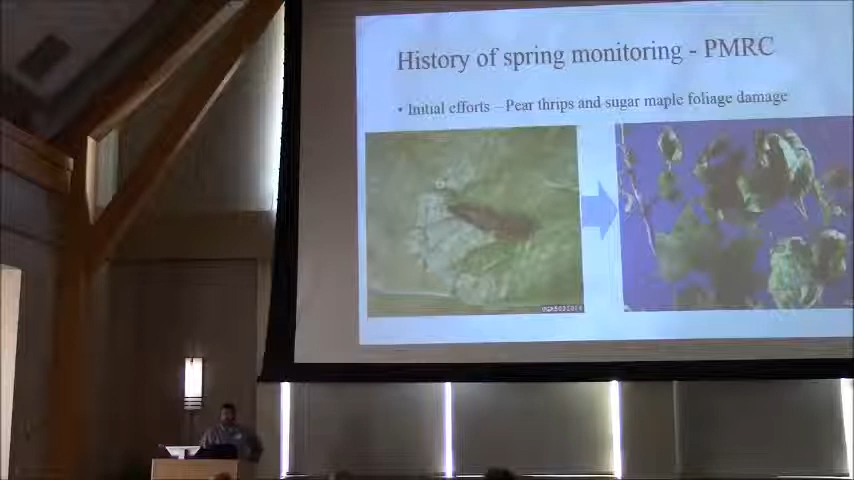 History of spring monitoring - PMRC
• Initial efforts – Pear thrips and sugar maple foliage damage